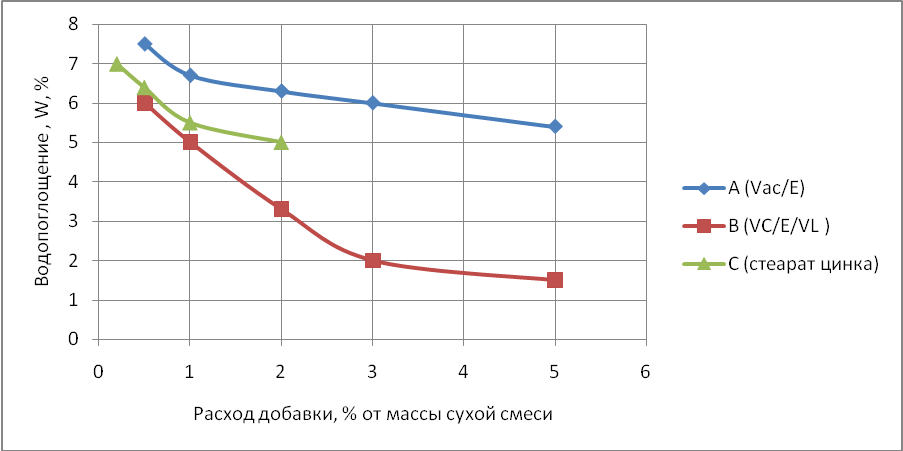 8
7
6
5
4
3
2
1
0
Водопоглощение , W, %
0 1 2 3 4 5 6
Расход добавки, % от массы сухой смеси
A (Vac/E)
B (VC/E/VL )
C (стеарат цинка)